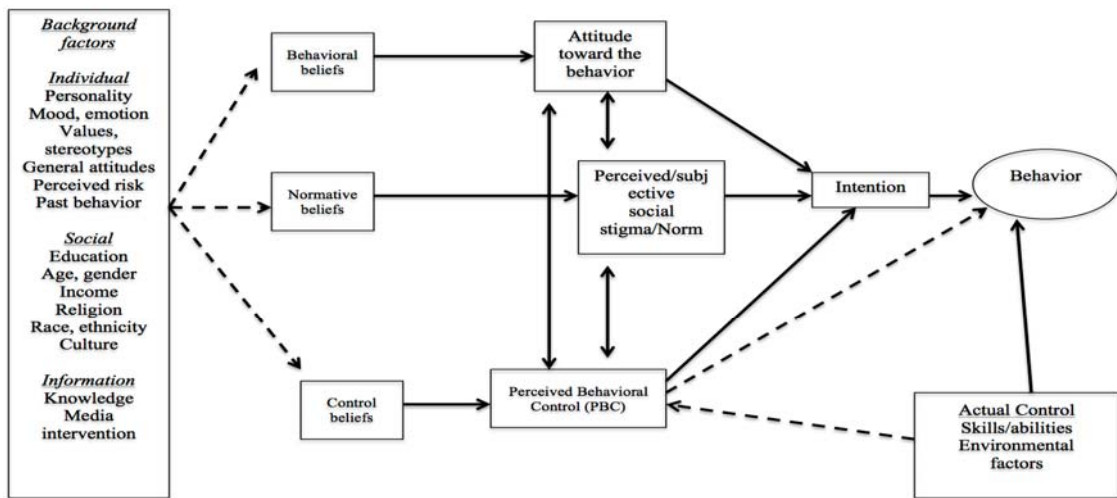 Background
factors
Individual
Personality
Mood, emotion
Values,
stereotypes
General attitudes
Perceived risk
Past behavior
Social
Education
Age, gender
Income
Religion
Race, ethnicity
Culture
Information
Knowledge
Media
intervention
Behavioral
beliefs
Normative
beliefs
Control
beliefs
Attitude
toward the
behavior
Perceived/subj
ective
social
stigma/Norm
Perceived Behavioral
Control (PBC)
Intention
Behavior
Actual Control
Skills/abilities
Environmental
factors